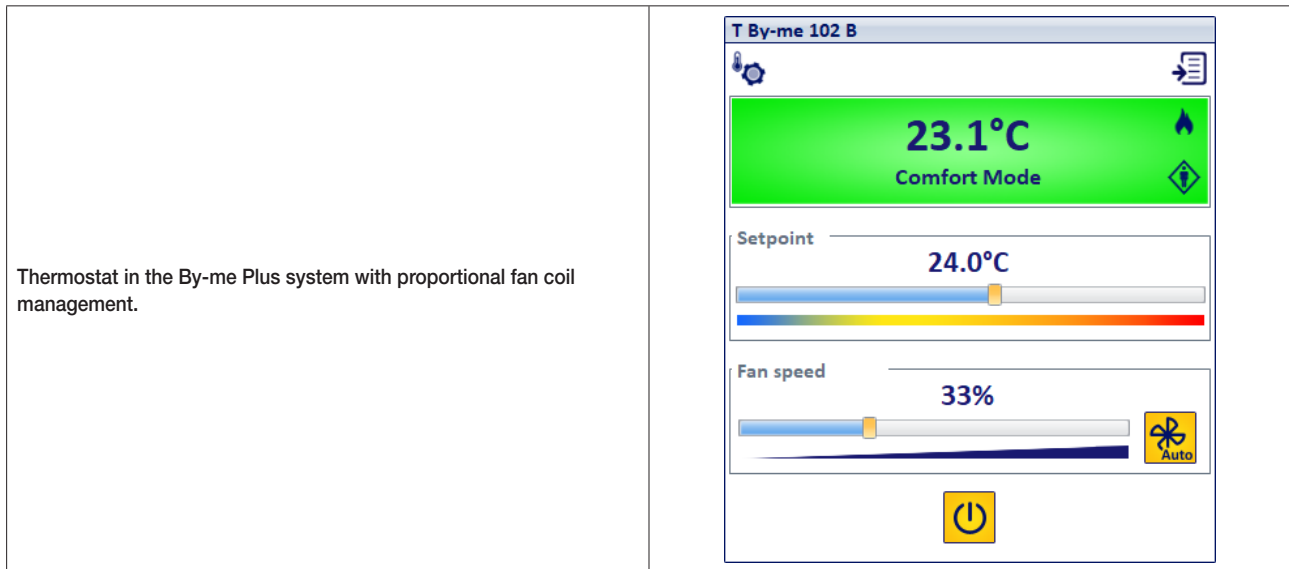 Thermostat in the By-me Plus system with proportional fan coil
management.
T By-me 102 B
23.1°C
Comfort Mode
Setpoint
24.0°C
Fan speed
33%
Auto